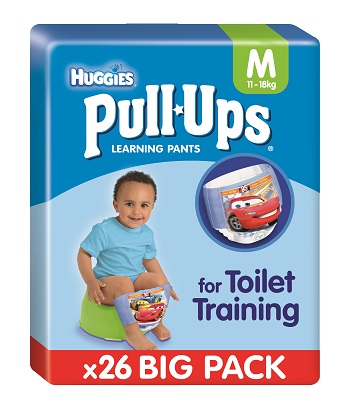 HUGGIES®
M
11 - 18kg
Pull-Ups®
LEARNING PANTS
for Toilet
Training
x26 BIG PACK